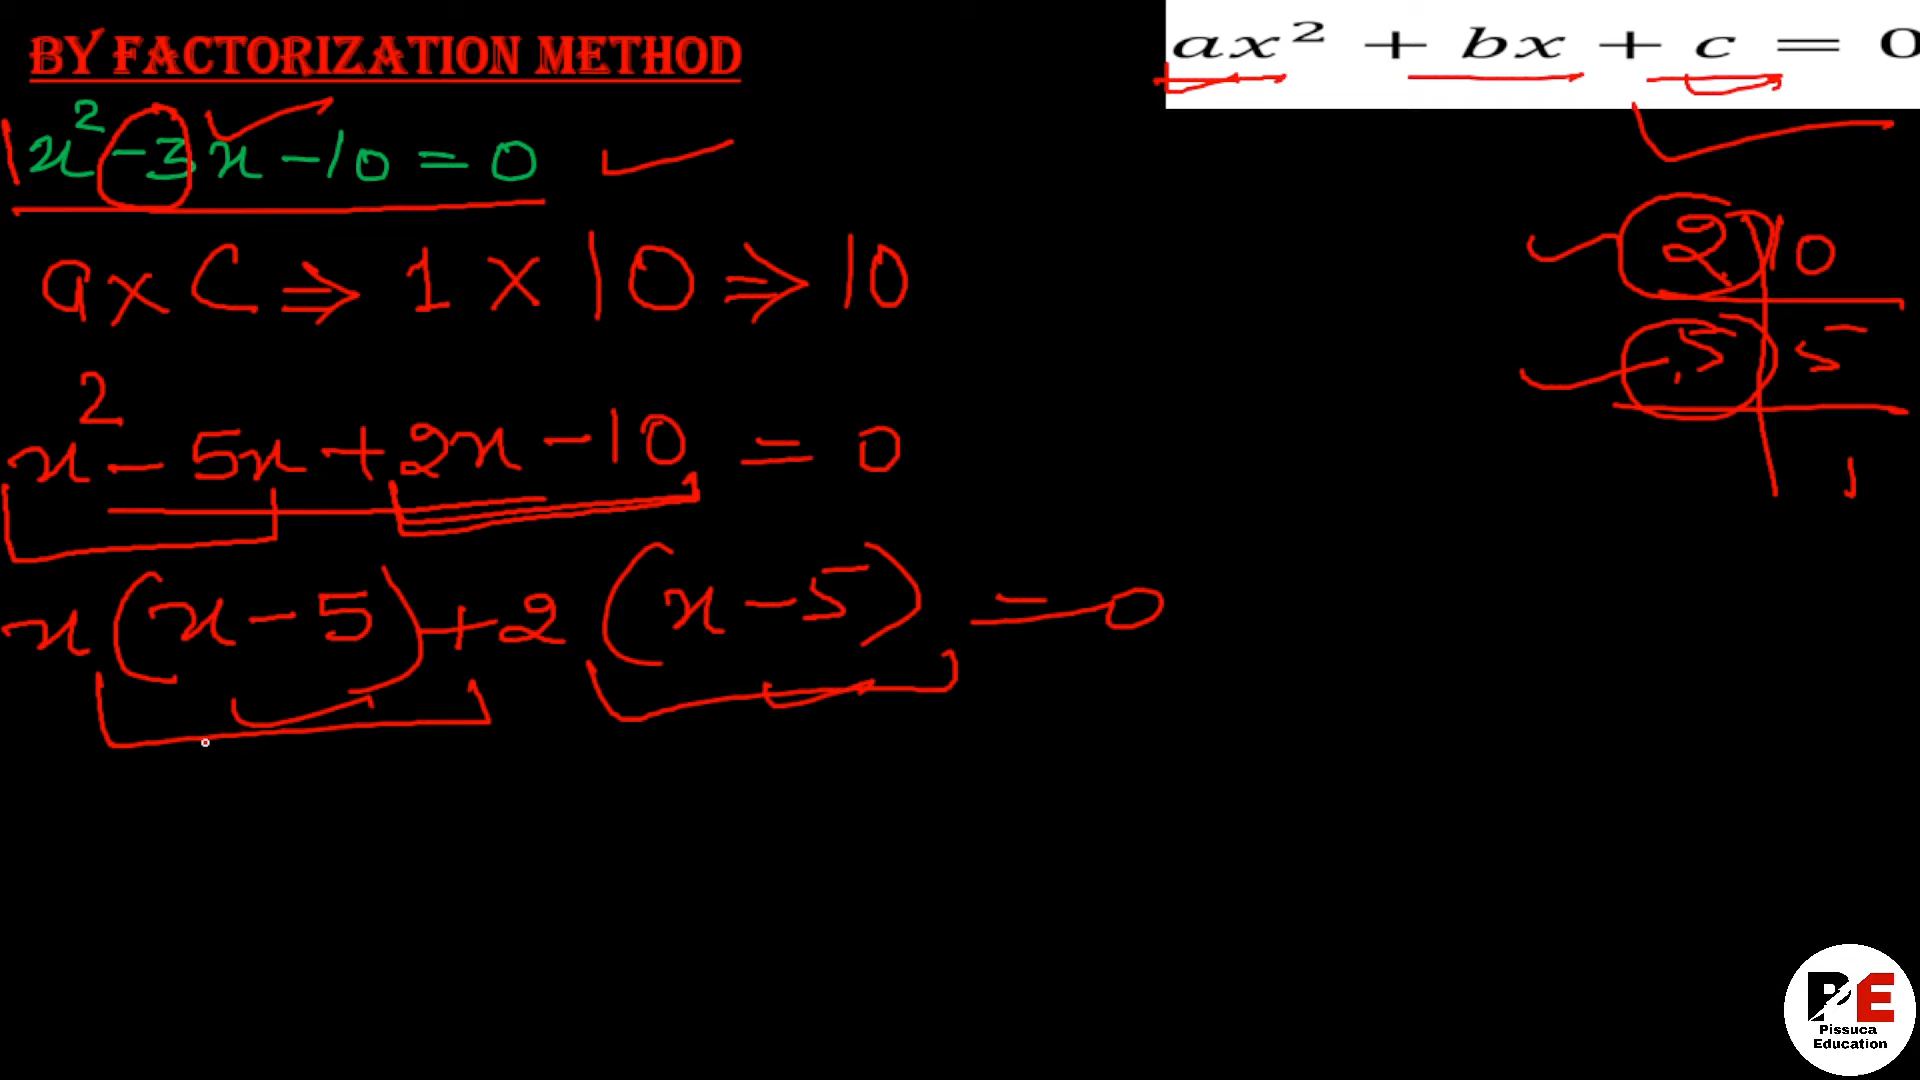 BY FACTORIZATION METHOD
ax² + bx + c = 0
x² - 3x - 10 = 0
a x C ⇒ 1 X 10 ⇒ 10
2 | 10
5 | 5
1
x² - 5x + 2x - 10 = 0
x (x - 5) + 2 (x - 5) = 0
PE
Pissuca
Education